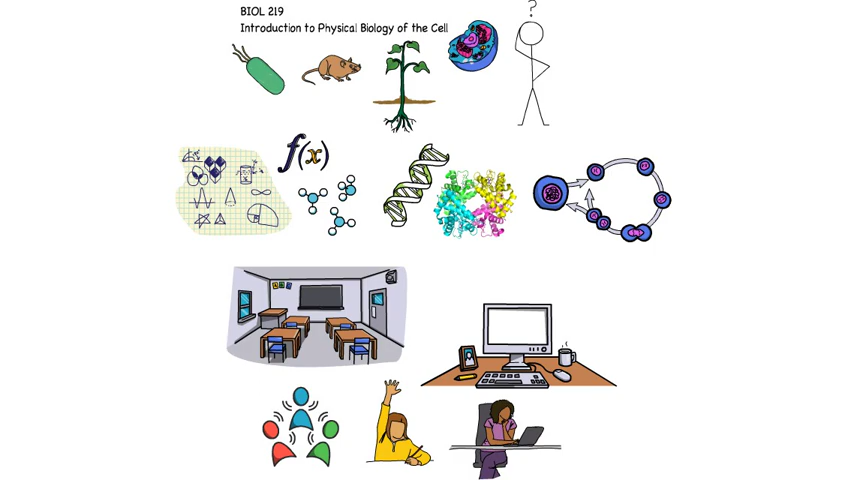 BIOL 219
Introduction to Physical Biology of the Cell
?
f(x)